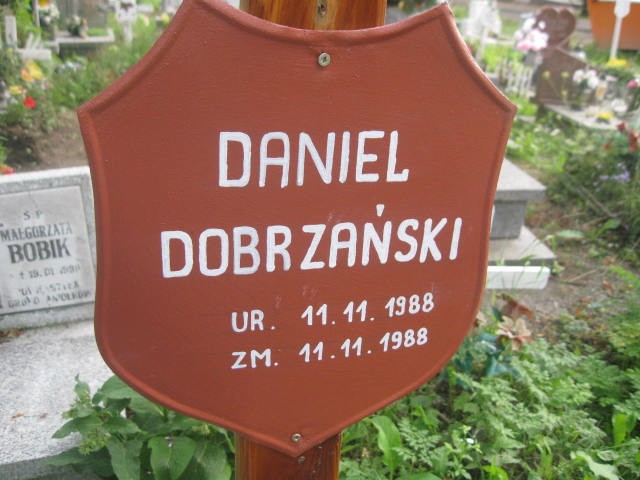 DANIEL
DOBRZAŃSKI
UR. 11.11.1988
ZM. 11.11.1988
MAŁGORZATA
BOBIK